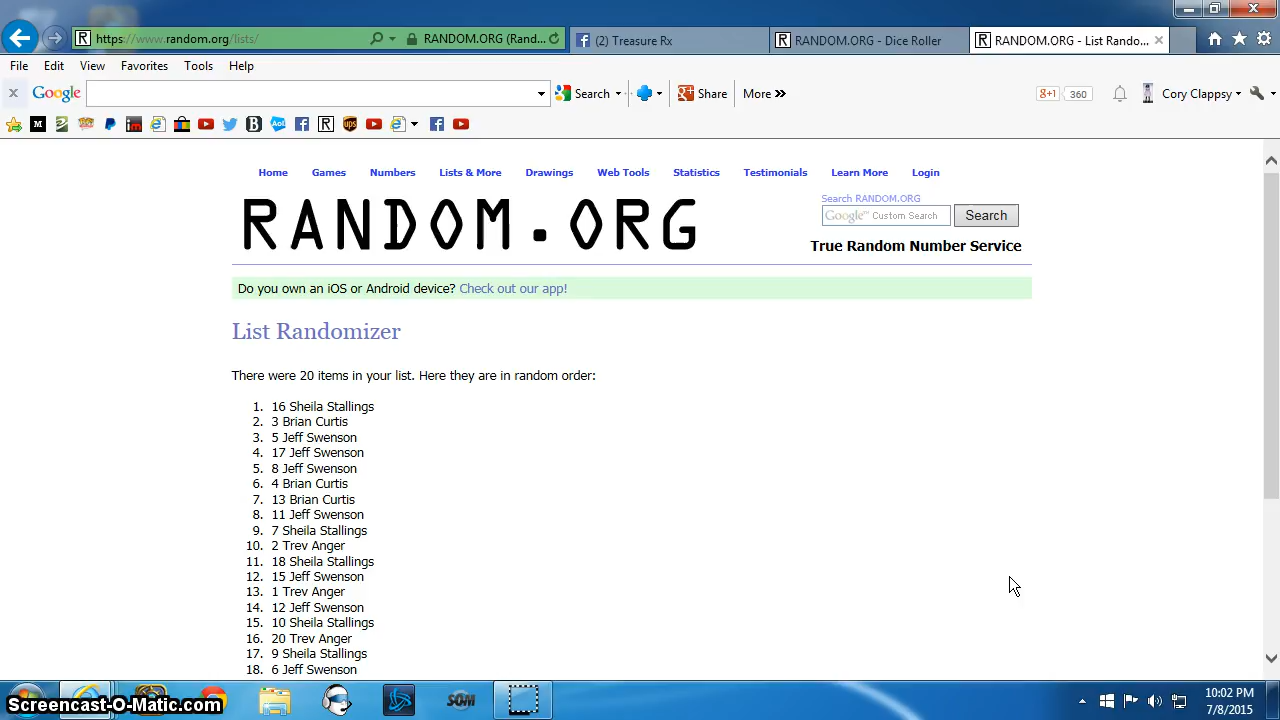 https://www.random.org/lists/
RANDOM.ORG (Rand...
(2) Treasure Rx
RANDOM.ORG - Dice Roller
RANDOM.ORG - List Rando...
File Edit View Favorites Tools Help
Google
Search
Share
More »
g+1 360
Cory Clappsy
Home Games Numbers Lists & More Drawings Web Tools Statistics Testimonials Learn More Login
RANDOM.ORG
Search RANDOM.ORG
Google™ Custom Search
Search
True Random Number Service
Do you own an iOS or Android device? Check out our app!
List Randomizer
There were 20 items in your list. Here they are in random order:
1. 16 Sheila Stallings
2. 3 Brian Curtis
3. 5 Jeff Swenson
4. 17 Jeff Swenson
5. 8 Jeff Swenson
6. 4 Brian Curtis
7. 13 Brian Curtis
8. 11 Jeff Swenson
9. 7 Sheila Stallings
10. 2 Trev Anger
11. 18 Sheila Stallings
12. 15 Jeff Swenson
13. 1 Trev Anger
14. 12 Jeff Swenson
15. 10 Sheila Stallings
16. 20 Trev Anger
17. 9 Sheila Stallings
18. 6 Jeff Swenson
Screencast-O-Matic.com
SOM
10:02 PM
7/8/2015